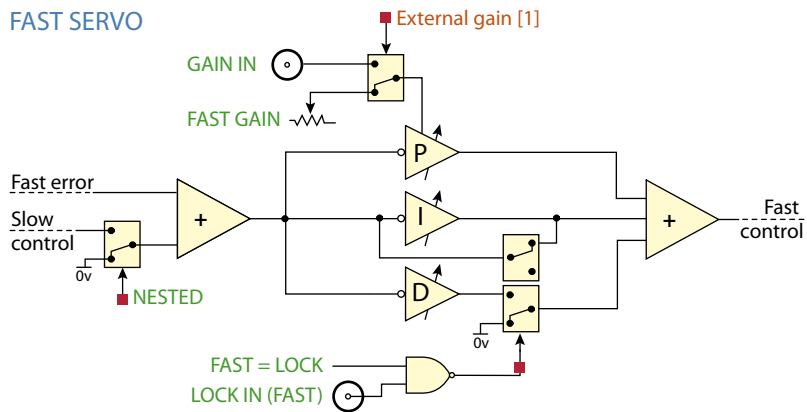 FAST SERVO
External gain [1]
GAIN IN
FAST GAIN
P
Fast error
Slow
control
+
I
+
Fast
control
0v
NESTED
D
0v
FAST = LOCK
LOCK IN (FAST)